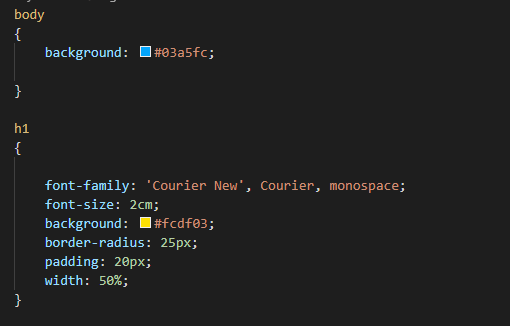 body
{
background: #03a5fc;
}
h1
{
font-family: 'Courier New', Courier, monospace;
font-size: 2cm;
background: #fcdf03;
border-radius: 25px;
padding: 20px;
width: 50%;
}